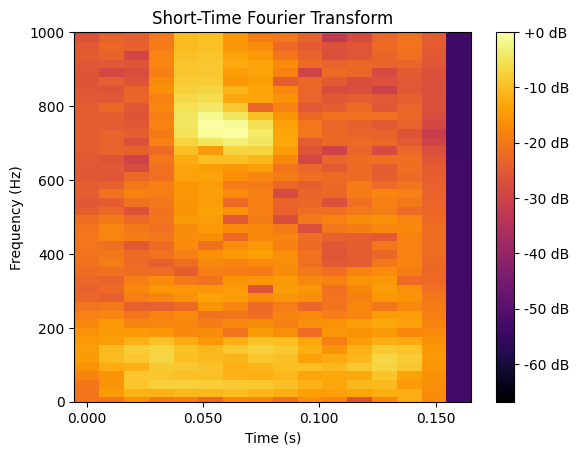 Short-Time Fourier Transform
Frequency (Hz)
1000
800
600
400
200
0
0.000
0.050
0.100
0.150
Time (s)
+0 dB
-10 dB
-20 dB
-30 dB
-40 dB
-50 dB
-60 dB